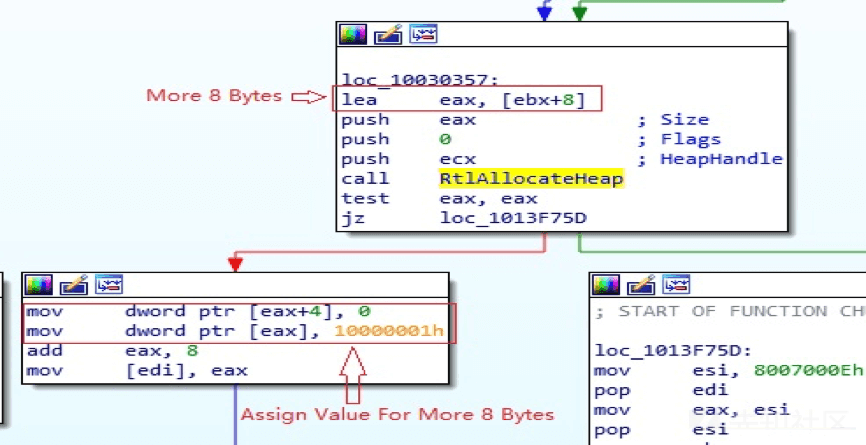 loc_10030357:
More 8 Bytes
lea eax, [ebx+8]
push eax ; Size
push 0 ; Flags
push ecx ; HeapHandle
call RtlAllocateHeap
test eax, eax
jz loc_1013F75D
mov dword ptr [eax+4], 0
mov dword ptr [eax], 10000001h
add eax, 8
mov [edi], eax
Assign Value For More 8 Bytes
; START OF FUNCTION CHU
loc_1013F75D:
mov esi, 8007000Eh
pop edi
mov eax, esi
pop esi